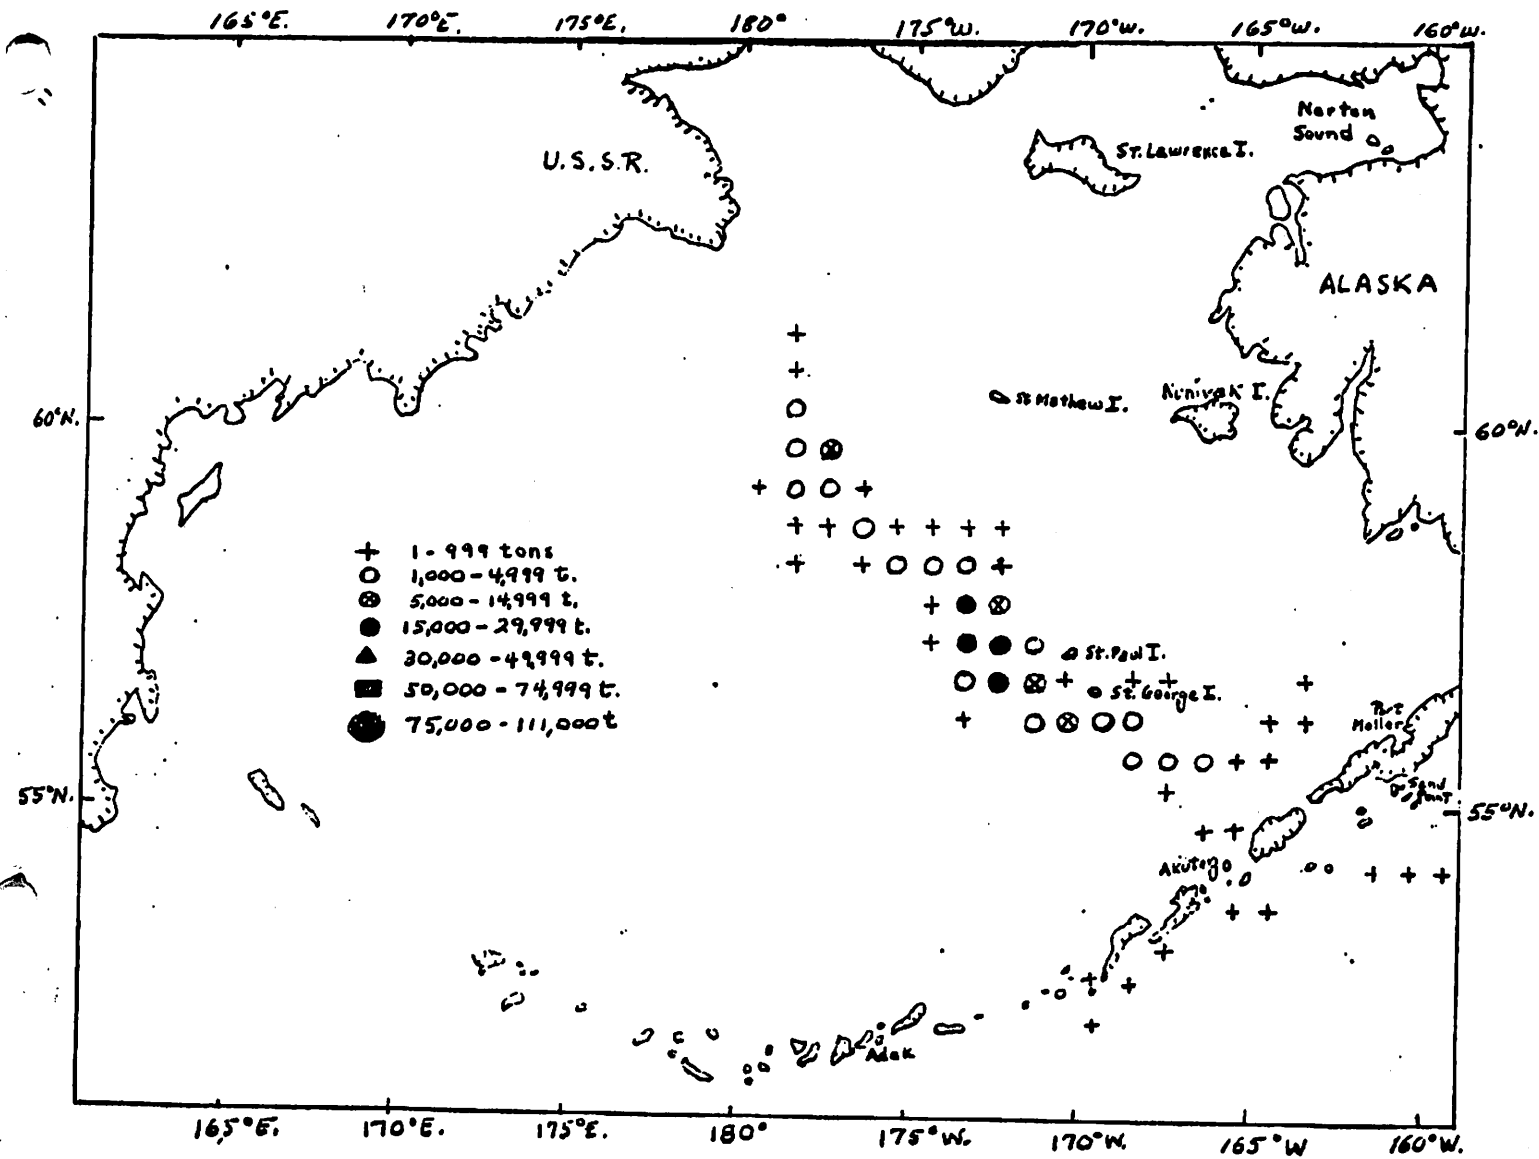 165°E. 170°E. 175°E. 180° 175°W. 170°W. 165°W. 160°W.
Norton
Sound
U.S.S.R.
ST. Lawrence I.
ALASKA
St Mathew I.
Nunivak I.
60°N.
60°N.
+ 1-999 tons
1,000-4,999 t.
5,000-14,999 t.
15,000-29,999 t.
30,000-49,999 t.
50,000-74,999 t.
75,000-111,000 t
St. Paul I.
St. George I.
Port
Moller
Sand
Point
55°N.
55°N.
Akutan
Adak
165°E. 170°E. 175°E. 180° 175°W. 170°W. 165°W 160°W.